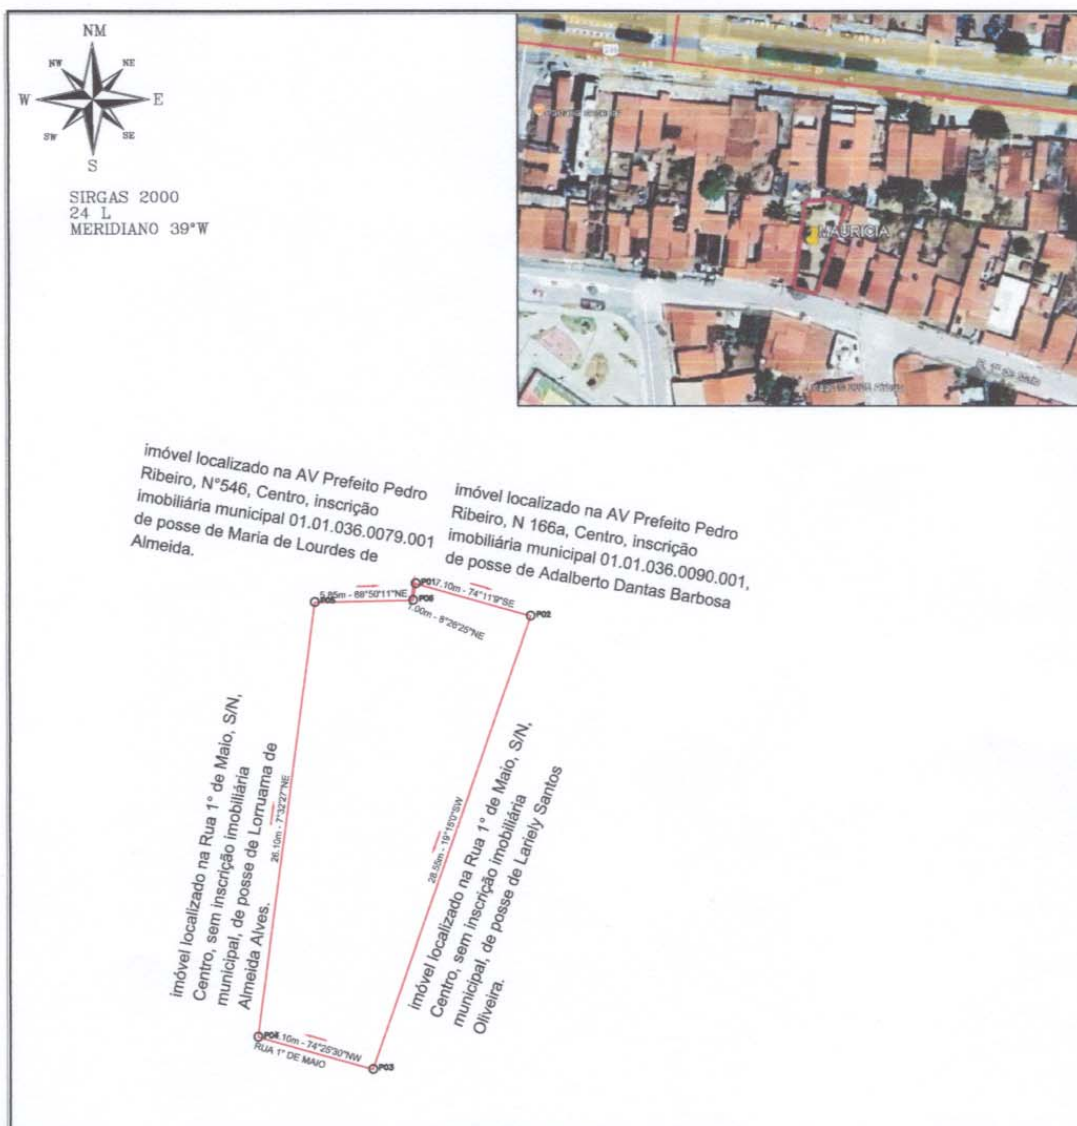 NM
NW
NE
W
E
SW
SE
S
SIRGAS 2000
24 L
MERIDIANO 39°W
MAURICIA
imóvel localizado na AV Prefeito Pedro
Ribeiro, N°546, Centro, inscrição
imobiliária municipal 01.01.036.0079.001
de posse de Maria de Lourdes de
Almeida.
imóvel localizado na AV Prefeito Pedro
Ribeiro, N 166a, Centro, inscrição
imobiliária municipal 01.01.036.0090.001,
de posse de Adalberto Dantas Barbosa
P05
5.85m - 88°50'11"NE
P01
7.10m - 74°11'9"SE
P06
1.00m - 8°26'25"NE
P02
imóvel localizado na Rua 1° de Maio, S/N,
Centro, sem inscrição imobiliária
municipal, de posse de Lorruama de
Almeida Alves.
26.10m - 7°32'27"NE
28.55m - 19°15'0"SW
imóvel localizado na Rua 1° de Maio, S/N,
Centro, sem inscrição imobiliária
municipal, de posse de Lariely Santos
Oliveira.
P04
.10m - 74°25'30"NW
P03
RUA 1° DE MAIO